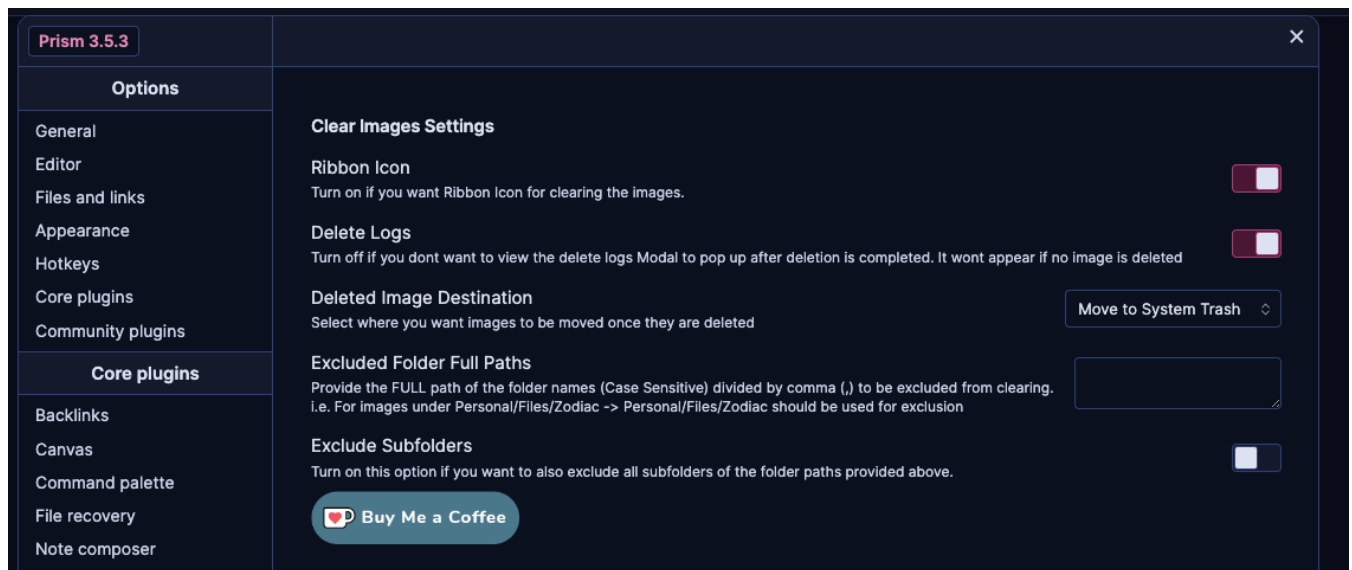 Prism 3.5.3
Options
General
Editor
Files and links
Appearance
Hotkeys
Core plugins
Community plugins
Core plugins
Backlinks
Canvas
Command palette
File recovery
Note composer
Clear Images Settings
Ribbon Icon
Turn on if you want Ribbon Icon for clearing the images.
Delete Logs
Turn off if you dont want to view the delete logs Modal to pop up after deletion is completed. It wont appear if no image is deleted
Deleted Image Destination
Select where you want images to be moved once they are deleted
Move to System Trash
Excluded Folder Full Paths
Provide the FULL path of the folder names (Case Sensitive) divided by comma (,) to be excluded from clearing.
i.e. For images under Personal/Files/Zodiac -> Personal/Files/Zodiac should be used for exclusion
Exclude Subfolders
Turn on this option if you want to also exclude all subfolders of the folder paths provided above.
Buy Me a Coffee